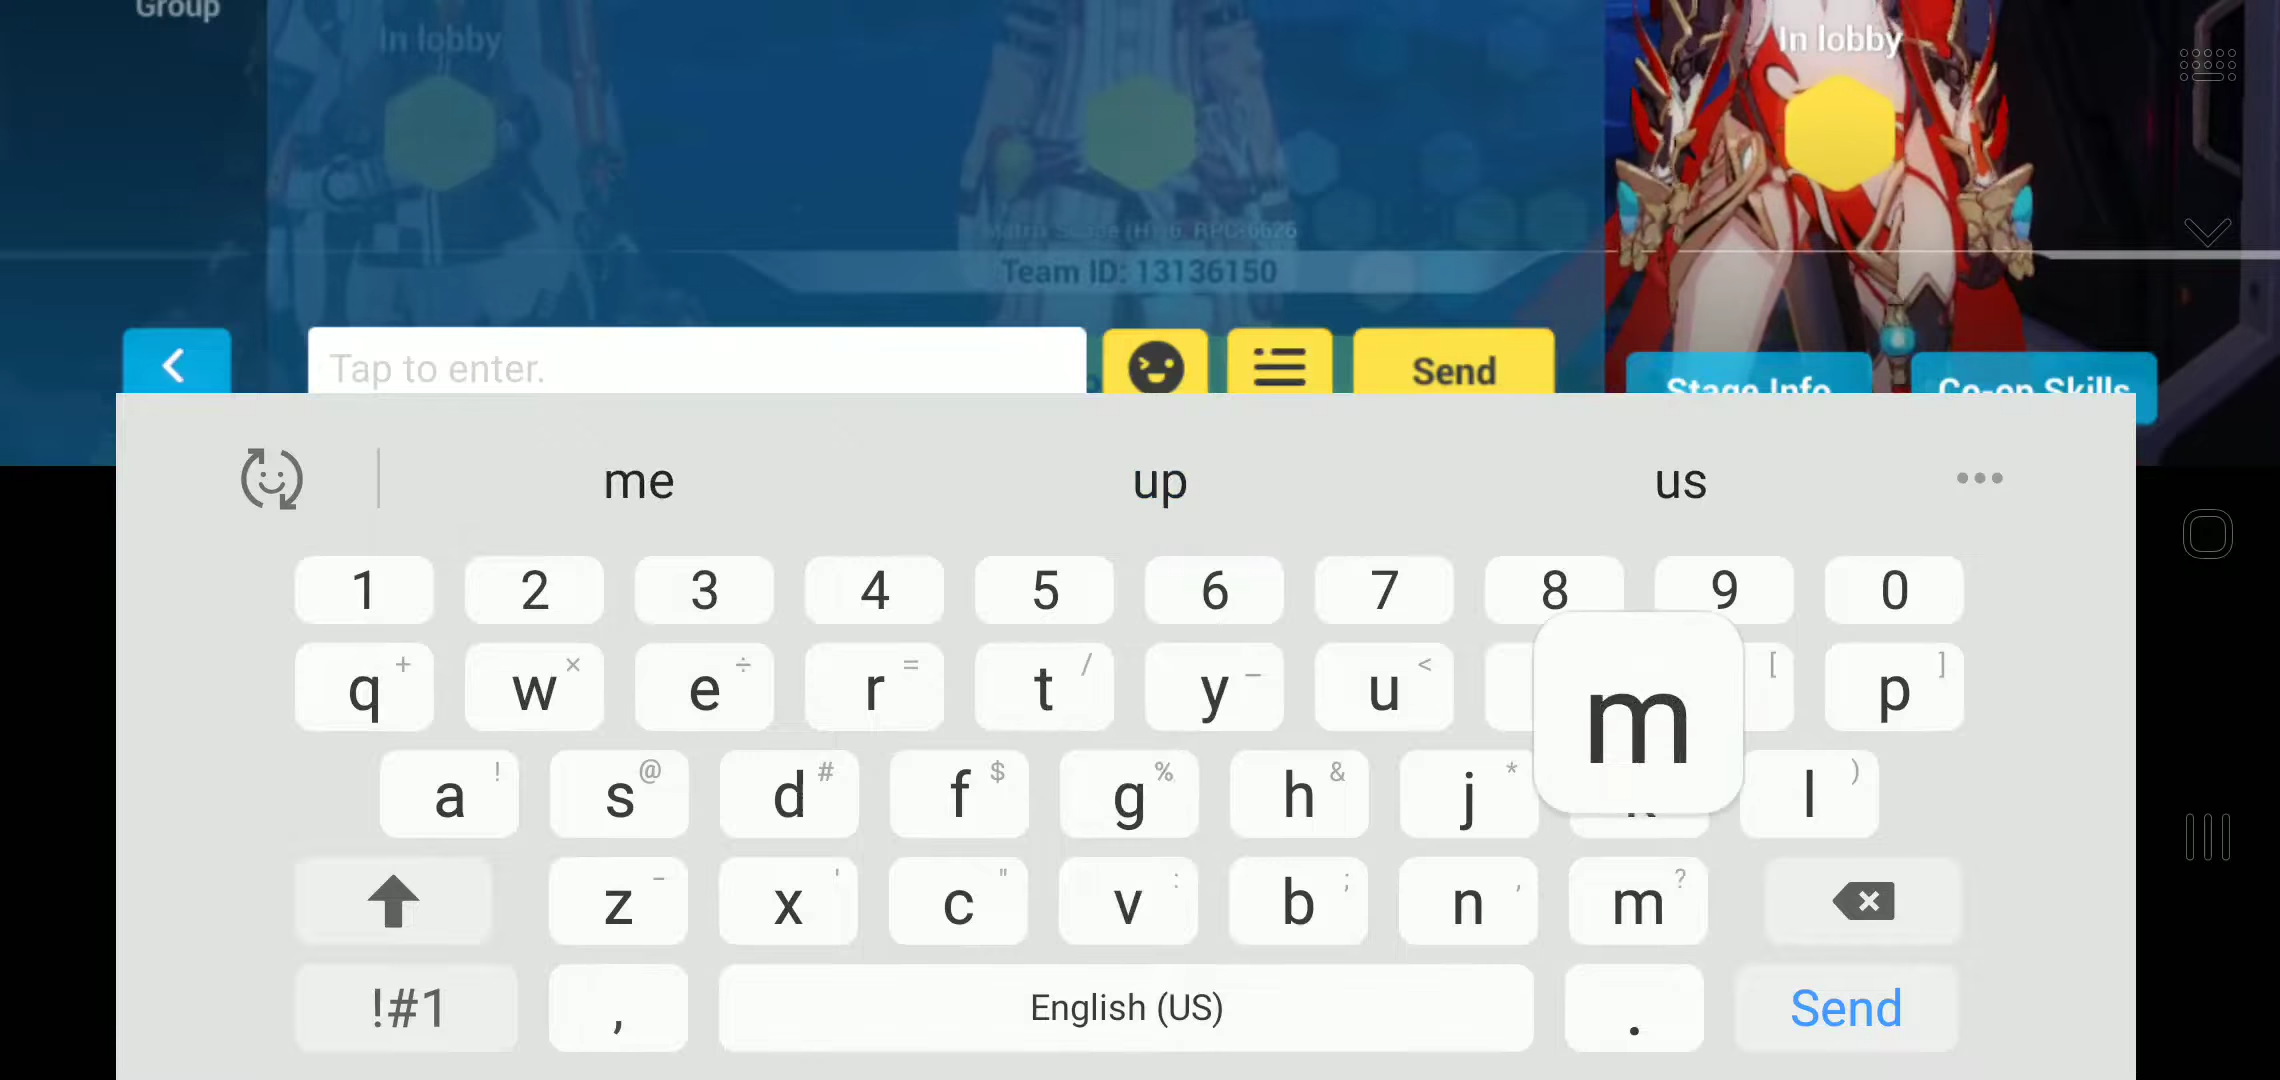 Group
In lobby
In lobby
Team ID: 13136150
Tap to enter.
Send
Stage Info
Co-op Skills
me up us
1 2 3 4 5 6 7 8 9 0
q + w × e ÷ r = t / y _ u < [ p ]
m
a ! s @ d # f $ g % h & j * l )
z - x ' c " v : b ; n , m ?
!#1 , English (US) . Send